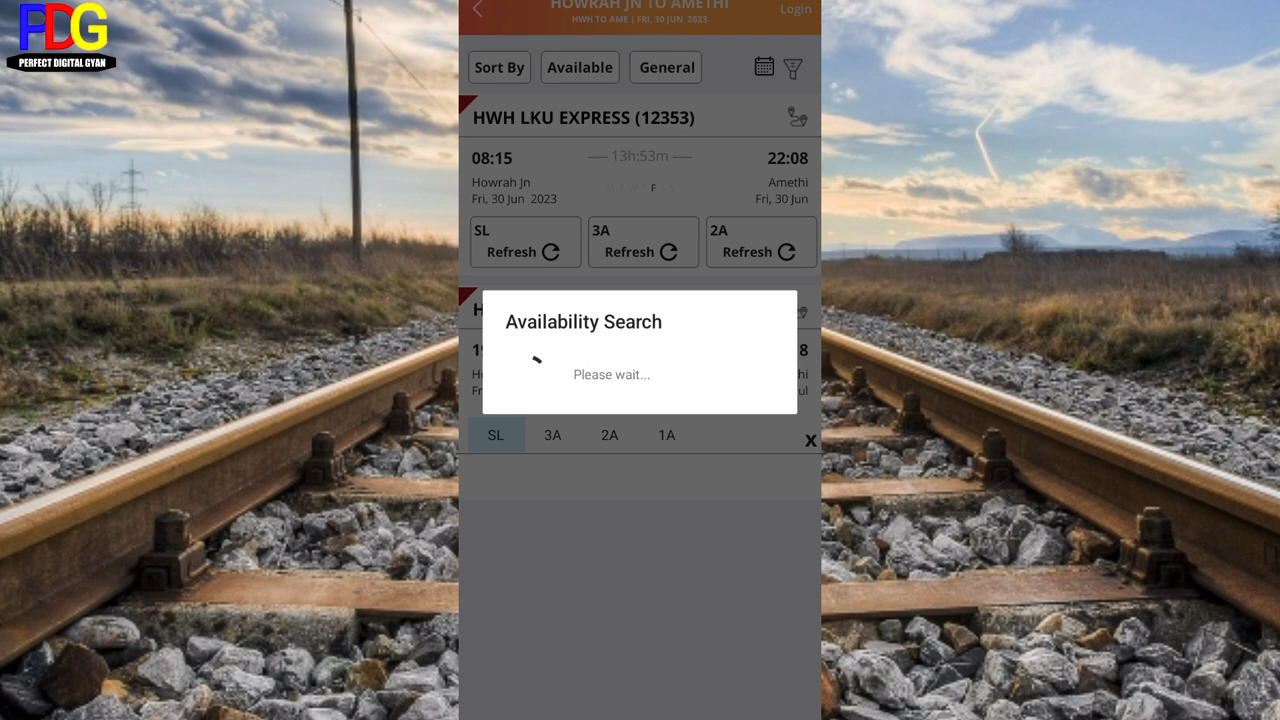 PDG
PERFECT DIGITAL GYAN
HOWRAH JN TO AMETHI
Login
HWH TO AME | FRI, 30 JUN 2023
Sort By
Available
General
HWH LKU EXPRESS (12353)
08:15
13h:53m
22:08
Howrah Jn
M T W T F S S
Amethi
Fri, 30 Jun 2023
Fri, 30 Jun
SL
3A
2A
Refresh
Refresh
Refresh
H
Availability Search
Please wait...
SL
3A
2A
1A
X